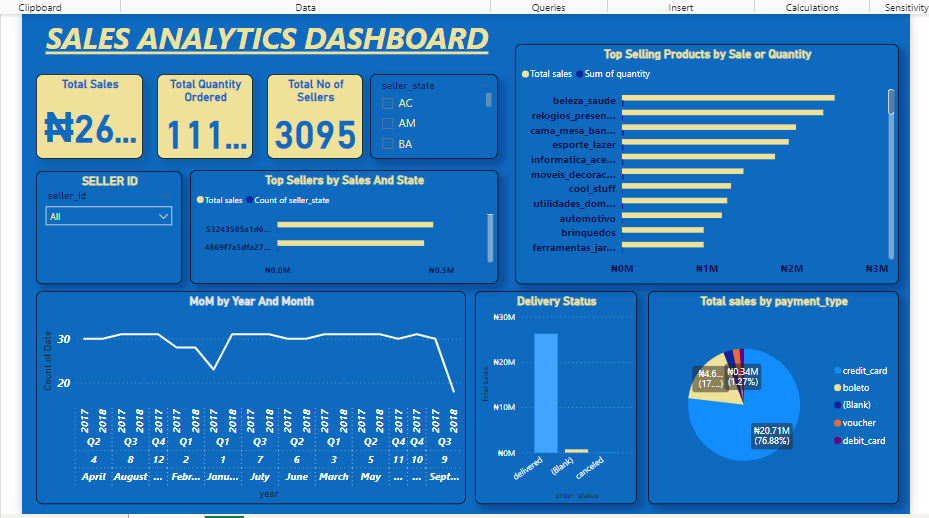 Clipboard Data Queries Insert Calculations Sensitivity
SALES ANALYTICS DASHBOARD
Total Sales
₦26...
Total Quantity
Ordered
111...
Total No of
Sellers
3095
seller_state
AC
AM
BA
Top Selling Products by Sale or Quantity
Total sales Sum of quantity
beleza_saude
relogios_presen...
cama_mesa_ban...
esporte_lazer
informatica_ace...
moveis_decorac...
cool_stuff
utilidades_dom...
automotivo
brinquedos
ferramentas_jar...
₦0M ₦1M ₦2M ₦3M
SELLER ID
seller_id
All
Top Sellers by Sales And State
Total sales Count of seller_state
53243585a1d6...
4869f7a5dfa27...
₦0.0M ₦0.5M
MoM by Year And Month
Count of Date
30
20
2017 2018 2017 2018 2017 2017 2018 2017 2018 2017 2018 2017 2018 2017 2018 2017 2018 2017 2017 2018 2017 2018
Q2 Q3 Q4 Q1 Q1 Q3 Q2 Q1 Q2 Q4 Q4 Q3
4 8 12 2 1 7 6 3 5 11 10 9
April August ... Febr... Janu... July June March May ... ... Sept...
year
Delivery Status
Total sales
₦30M
₦20M
₦10M
₦0M
delivered (Blank) canceled
order_status
Total sales by payment_type
₦4.6...
(17....)
₦0.34M
(1.27%)
₦20.71M
(76.88%)
credit_card
boleto
(Blank)
voucher
debit_card